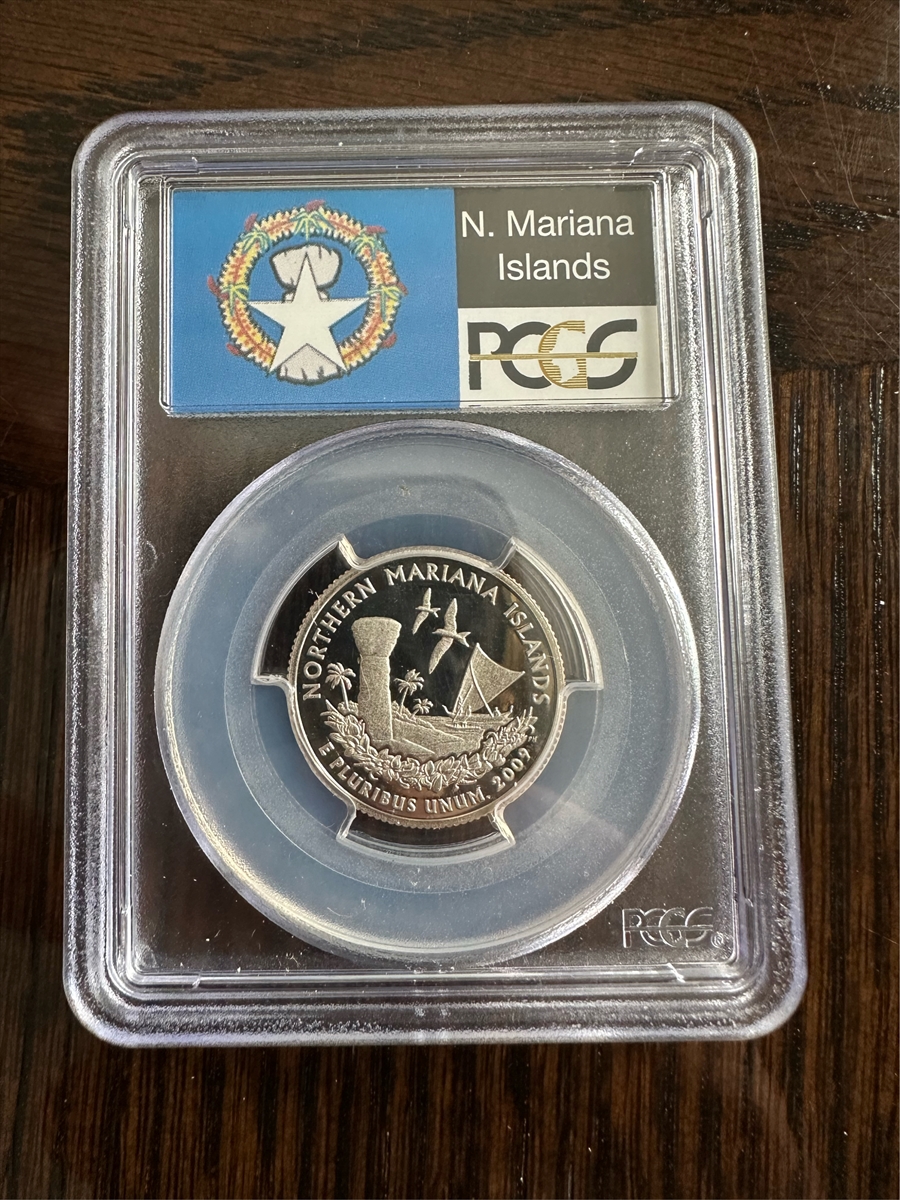 N. Mariana
Islands
PCGS
NORTHERN MARIANA ISLANDS
E PLURIBUS UNUM 2009
PCGS